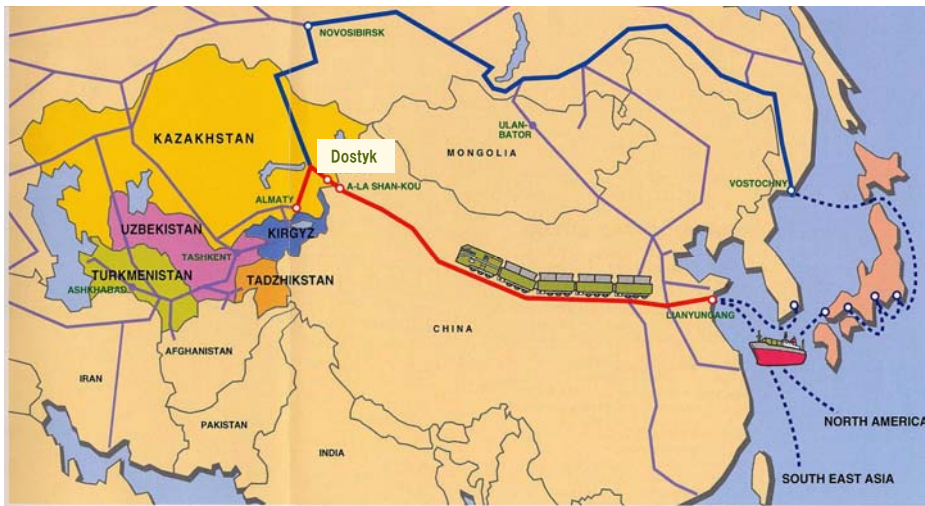 NOVOSIBIRSK
KAZAKHSTAN
Dostyk
ULAN-
BATOR
MONGOLIA
A-LA SHAN-KOU
VOSTOCHNY
ALMATY
UZBEKISTAN
KIRGYZ
TASHKENT
TURKMENISTAN
ASHKHABAD
TADZHIKSTAN
LIANYUNGANG
CHINA
AFGHANISTAN
IRAN
PAKISTAN
INDIA
NORTH AMERICA
SOUTH EAST ASIA